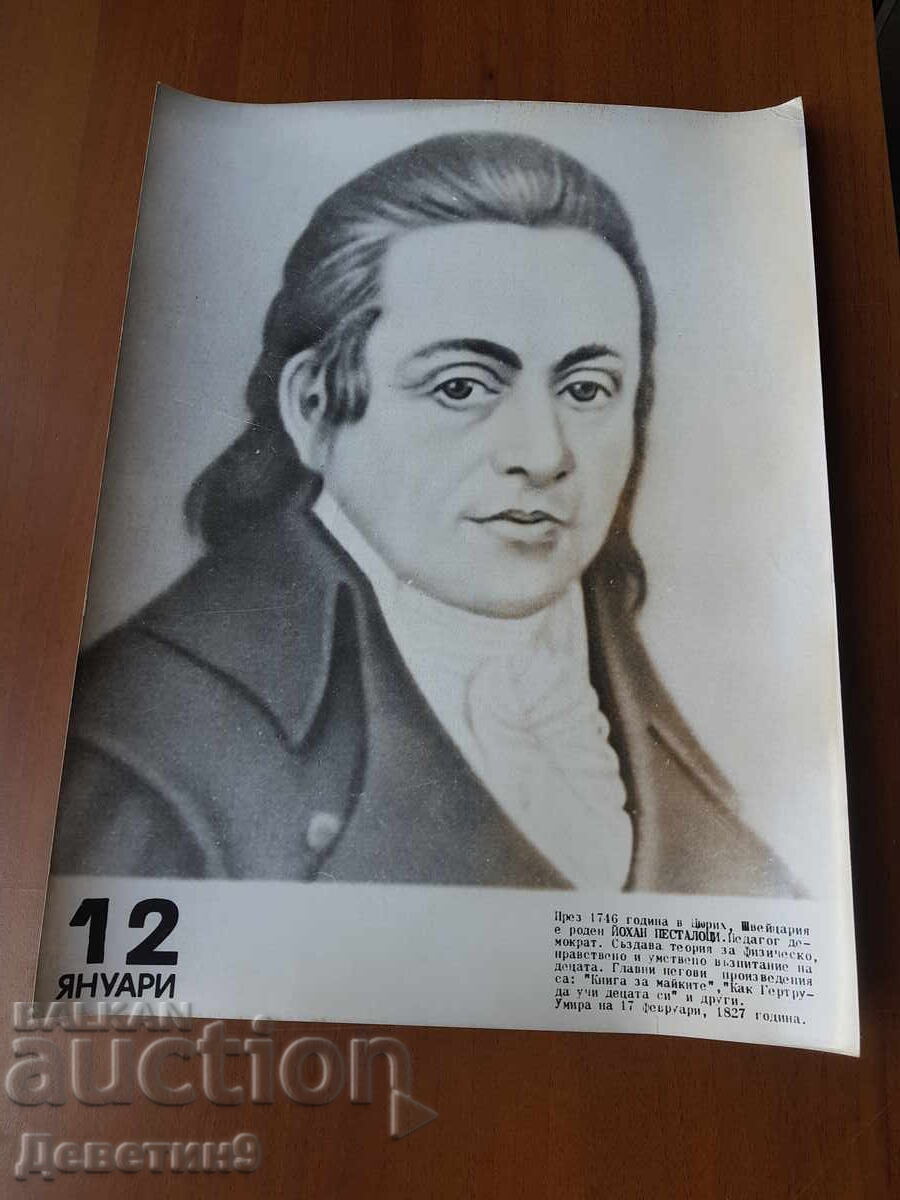 12
ЯНУАРИ
През 1746 година в Цюрих, Швейцария
е роден ЙОХАН ПЕСТАЛОЦИ.Педагог де-
мократ. Създава теория за физическо,
нравствено и умствено възпитание на
децата. Главни негови произведения
са: "Книга за майките","Как Гертру-
да учи децата си" и други.
Умира на 17 февруари, 1827 година.
BALKAN
auction
Деветин9